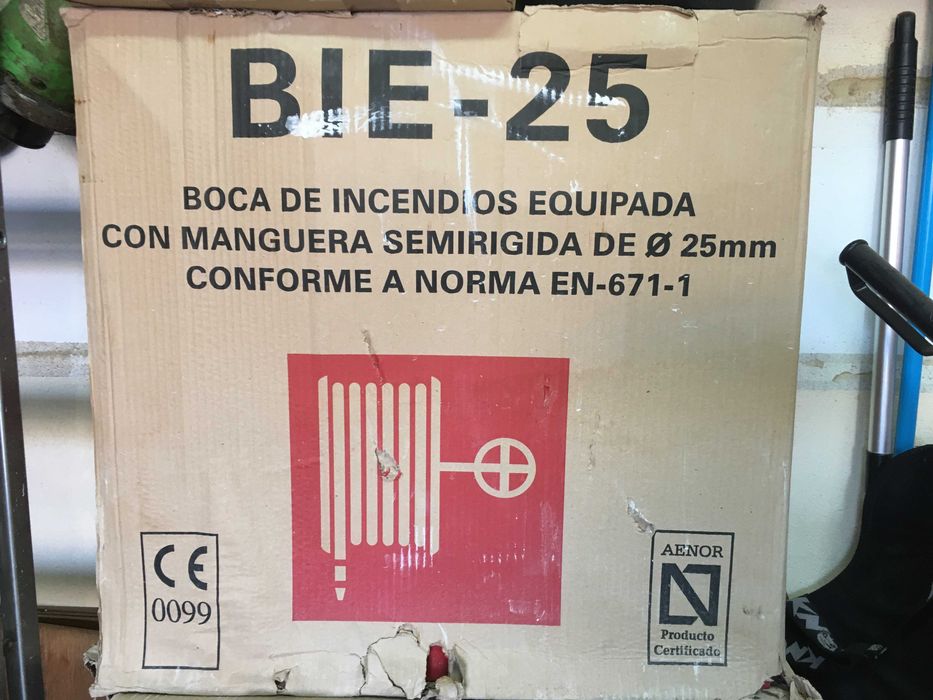 BIE-25
BOCA DE INCENDIOS EQUIPADA
CON MANGUERA SEMIRIGIDA DE Ø 25mm
CONFORME A NORMA EN-671-1
CE
0099
AENOR
N
Producto
Certificado